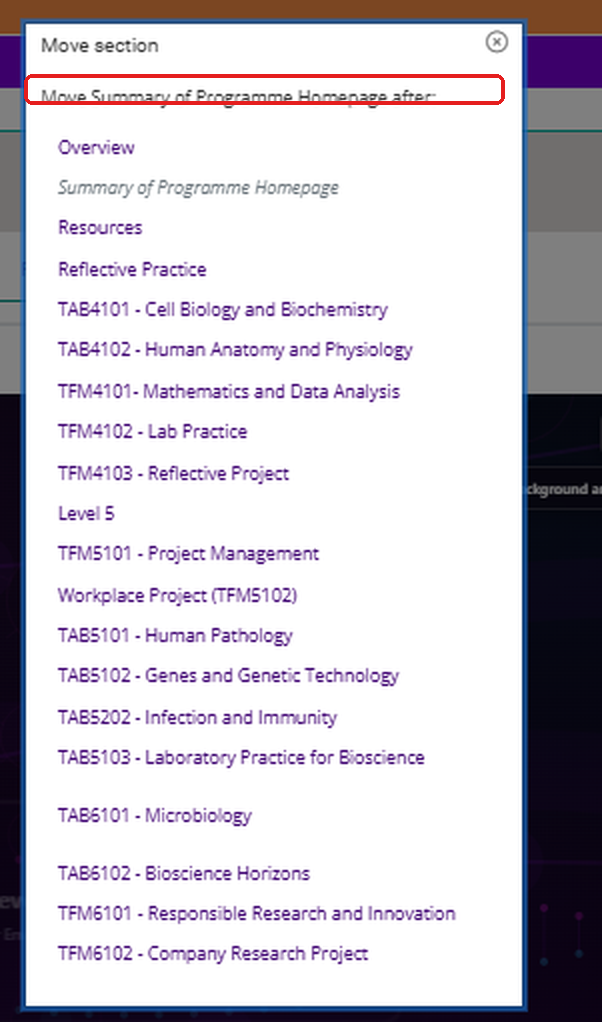 Move section
Move Summary of Programme Homepage after:
Overview
Summary of Programme Homepage
Resources
Reflective Practice
TAB4101 - Cell Biology and Biochemistry
TAB4102 - Human Anatomy and Physiology
TFM4101- Mathematics and Data Analysis
TFM4102 - Lab Practice
TFM4103 - Reflective Project
Level 5
TFM5101 - Project Management
Workplace Project (TFM5102)
TAB5101 - Human Pathology
TAB5102 - Genes and Genetic Technology
TAB5202 - Infection and Immunity
TAB5103 - Laboratory Practice for Bioscience
TAB6101 - Microbiology
TAB6102 - Bioscience Horizons
TFM6101 - Responsible Research and Innovation
TFM6102 - Company Research Project